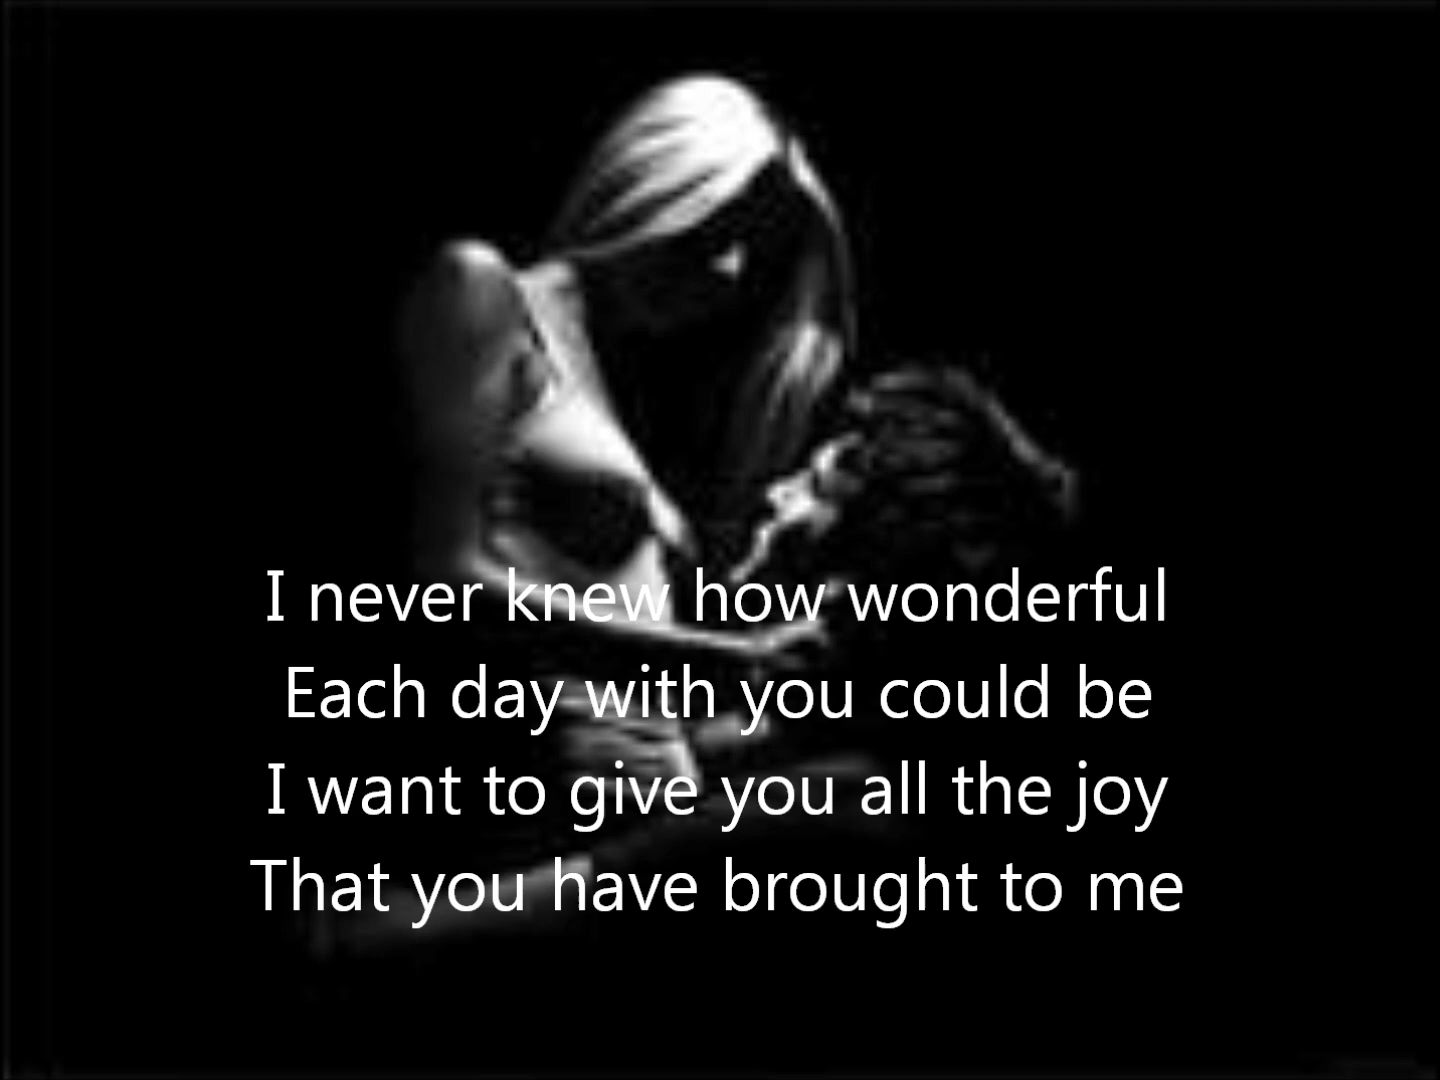 I never knew how wonderful
Each day with you could be
I want to give you all the joy
That you have brought to me